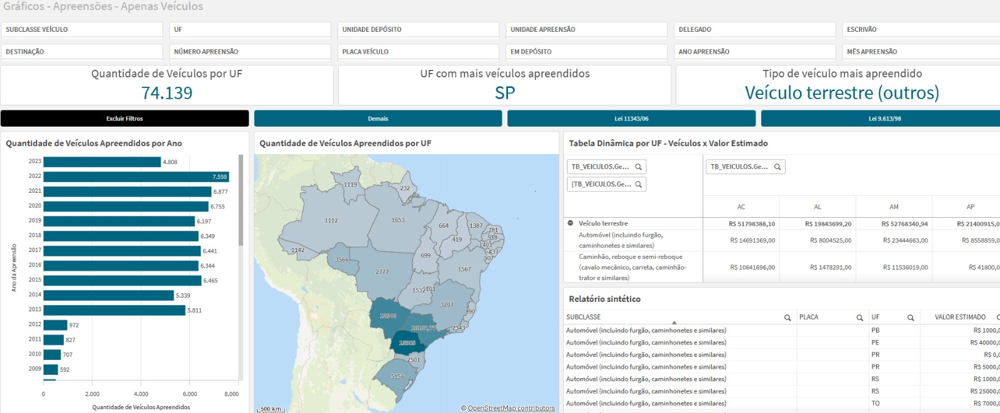 Gráficos - Apreensões - Apenas Veículos
SUBCLASSE VEÍCULO
UF
UNIDADE DEPÓSITO
UNIDADE APREENSÃO
DELEGADO
ESCRIVÃO
DESTINAÇÃO
NÚMERO APREENSÃO
PLACA VEÍCULO
EM DEPÓSITO
ANO APREENSÃO
MÊS APREENSÃO
Quantidade de Veículos por UF
74.139
UF com mais veículos apreendidos
SP
Tipo de veículo mais apreendido
Veículo terrestre (outros)
Excluir Filtros
Demais
Lei 11343/06
Lei 9.613/98
Quantidade de Veículos Apreendidos por Ano
Ano da Apreensão
2023 4.808
2022 7.598
2021 6.877
2020 6.755
2019 6.197
2018 6.349
2017 6.441
2016 6.344
2015 6.465
2014 5.339
2013 5.811
2012 972
2011 827
2010 707
2009 592
0 2.000 4.000 6.000 8.000
Quantidade de Veículos Apreendidos
Quantidade de Veículos Apreendidos por UF
1119
232
1112
1653
664
1387
781
918
419
1401
437
507
1142
3566
699
2777
1567
1532
1101
3207
890
10940
2343
15985
2501
5156
500 km
© OpenStreetMap contributors
Tabela Dinâmica por UF - Veículos x Valor Estimado
TB_VEICULOS.Ge...
TB_VEICULOS.Ge...
[TB_VEICULOS.Ge...
AC AL AM AP
Veículo terrestre R$ 51798388,10 R$ 19843699,20 R$ 52768340,94 R$ 21400915,0
Automóvel (incluindo furgão,
caminhonetes e similares) R$ 14691369,00 R$ 8004525,00 R$ 23444663,00 R$ 8558859,0
Caminhão, reboque e semi-reboque
(cavalo mecânico, carreta, caminhão- R$ 10641696,00 R$ 1478291,00 R$ 11536019,00 R$ 41800,0
trator e similares)
Relatório sintético
SUBCLASSE PLACA UF VALOR ESTIMADO
Automóvel (incluindo furgão, caminhonetes e similares) PB R$ 1000,0
Automóvel (incluindo furgão, caminhonetes e similares) PE R$ 40000,0
Automóvel (incluindo furgão, caminhonetes e similares) PR R$ 0,0
Automóvel (incluindo furgão, caminhonetes e similares) PR R$ 5000,0
Automóvel (incluindo furgão, caminhonetes e similares) RS R$ 1000,0
Automóvel (incluindo furgão, caminhonetes e similares) RS R$ 25000,0
Automóvel (incluindo furgão, caminhonetes e similares) TO R$ 7000,0